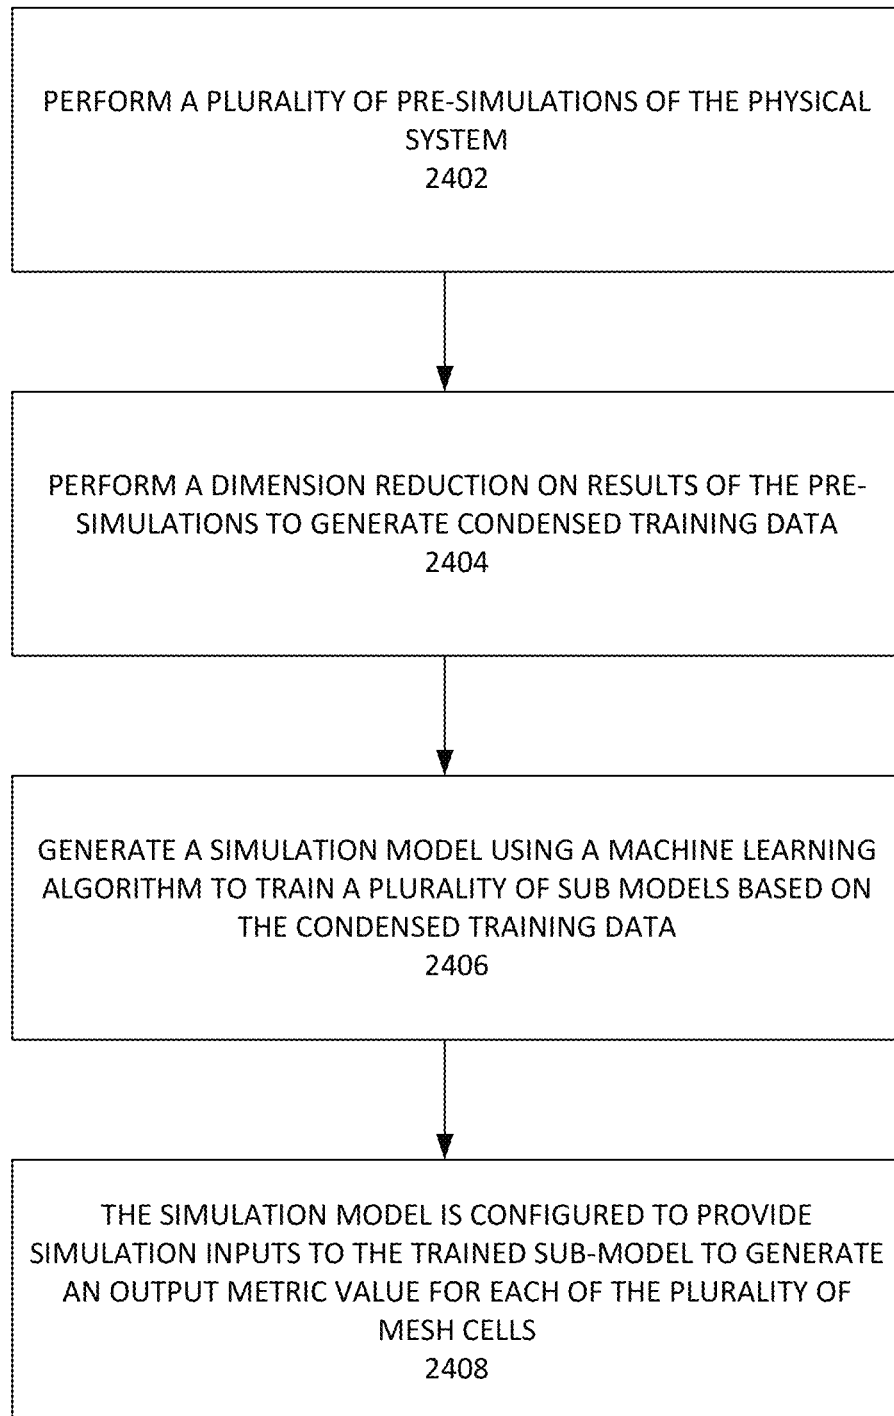 PERFORM A PLURALITY OF PRE-SIMULATIONS OF THE PHYSICAL
SYSTEM
2402
PERFORM A DIMENSION REDUCTION ON RESULTS OF THE PRE-
SIMULATIONS TO GENERATE CONDENSED TRAINING DATA
2404
GENERATE A SIMULATION MODEL USING A MACHINE LEARNING
ALGORITHM TO TRAIN A PLURALITY OF SUB MODELS BASED ON
THE CONDENSED TRAINING DATA
2406
THE SIMULATION MODEL IS CONFIGURED TO PROVIDE
SIMULATION INPUTS TO THE TRAINED SUB-MODEL TO GENERATE
AN OUTPUT METRIC VALUE FOR EACH OF THE PLURALITY OF
MESH CELLS
2408